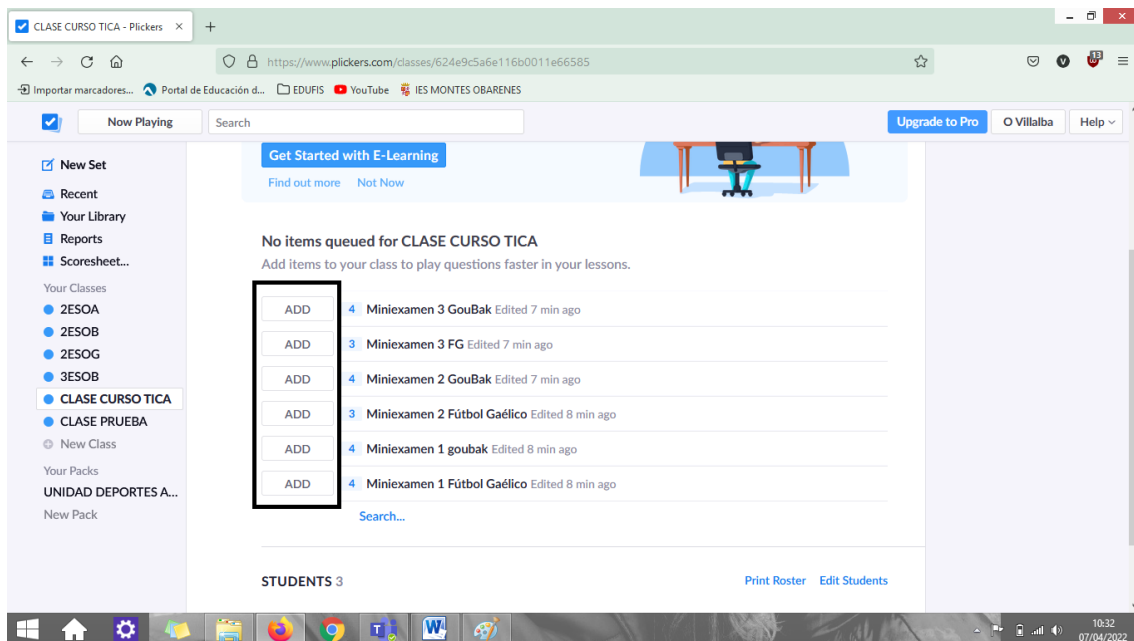 CLASE CURSO TICA - Plickers
https://www.plickers.com/classes/624e9c5a6e116b0011e66585
13
Importar marcadores... Portal de Educación d... EDUFIS YouTube IES MONTES OBARENES
Now Playing Search Upgrade to Pro O Villalba Help
New Set
Recent
Your Library
Reports
Scoresheet...
Your Classes
2ESOA
2ESOB
2ESOG
3ESOB
CLASE CURSO TICA
CLASE PRUEBA
New Class
Your Packs
UNIDAD DEPORTES A...
New Pack
Get Started with E-Learning
Find out more Not Now
No items queued for CLASE CURSO TICA
Add items to your class to play questions faster in your lessons.
ADD 4 Miniexamen 3 GouBak Edited 7 min ago
ADD 3 Miniexamen 3 FG Edited 7 min ago
ADD 4 Miniexamen 2 GouBak Edited 7 min ago
ADD 3 Miniexamen 2 Fútbol Gaélico Edited 8 min ago
ADD 4 Miniexamen 1 goubak Edited 8 min ago
ADD 4 Miniexamen 1 Fútbol Gaélico Edited 8 min ago
Search...
STUDENTS 3 Print Roster Edit Students
10:32
07/04/2022